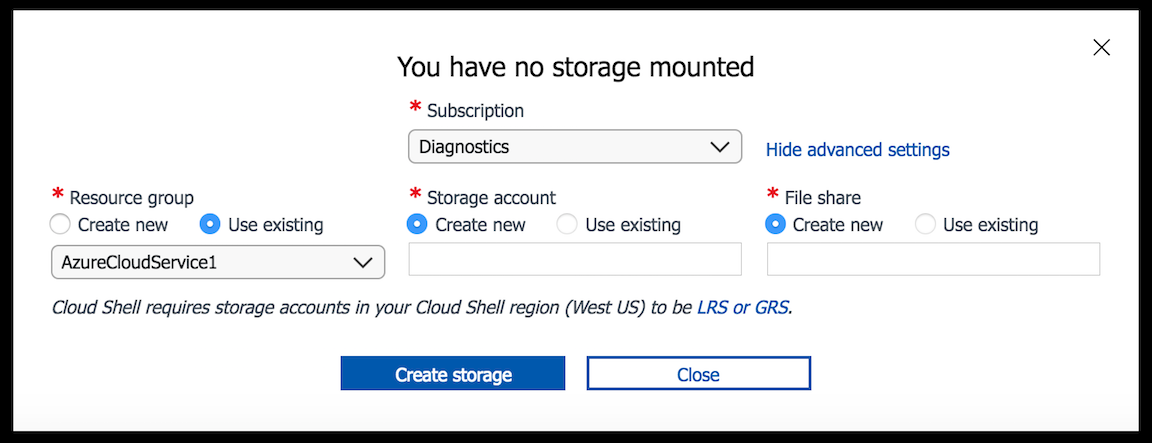 You have no storage mounted
* Subscription
Diagnostics
Hide advanced settings
* Resource group
Create new Use existing
AzureCloudService1
* Storage account
Create new Use existing
* File share
Create new Use existing
Cloud Shell requires storage accounts in your Cloud Shell region (West US) to be LRS or GRS.
Create storage
Close